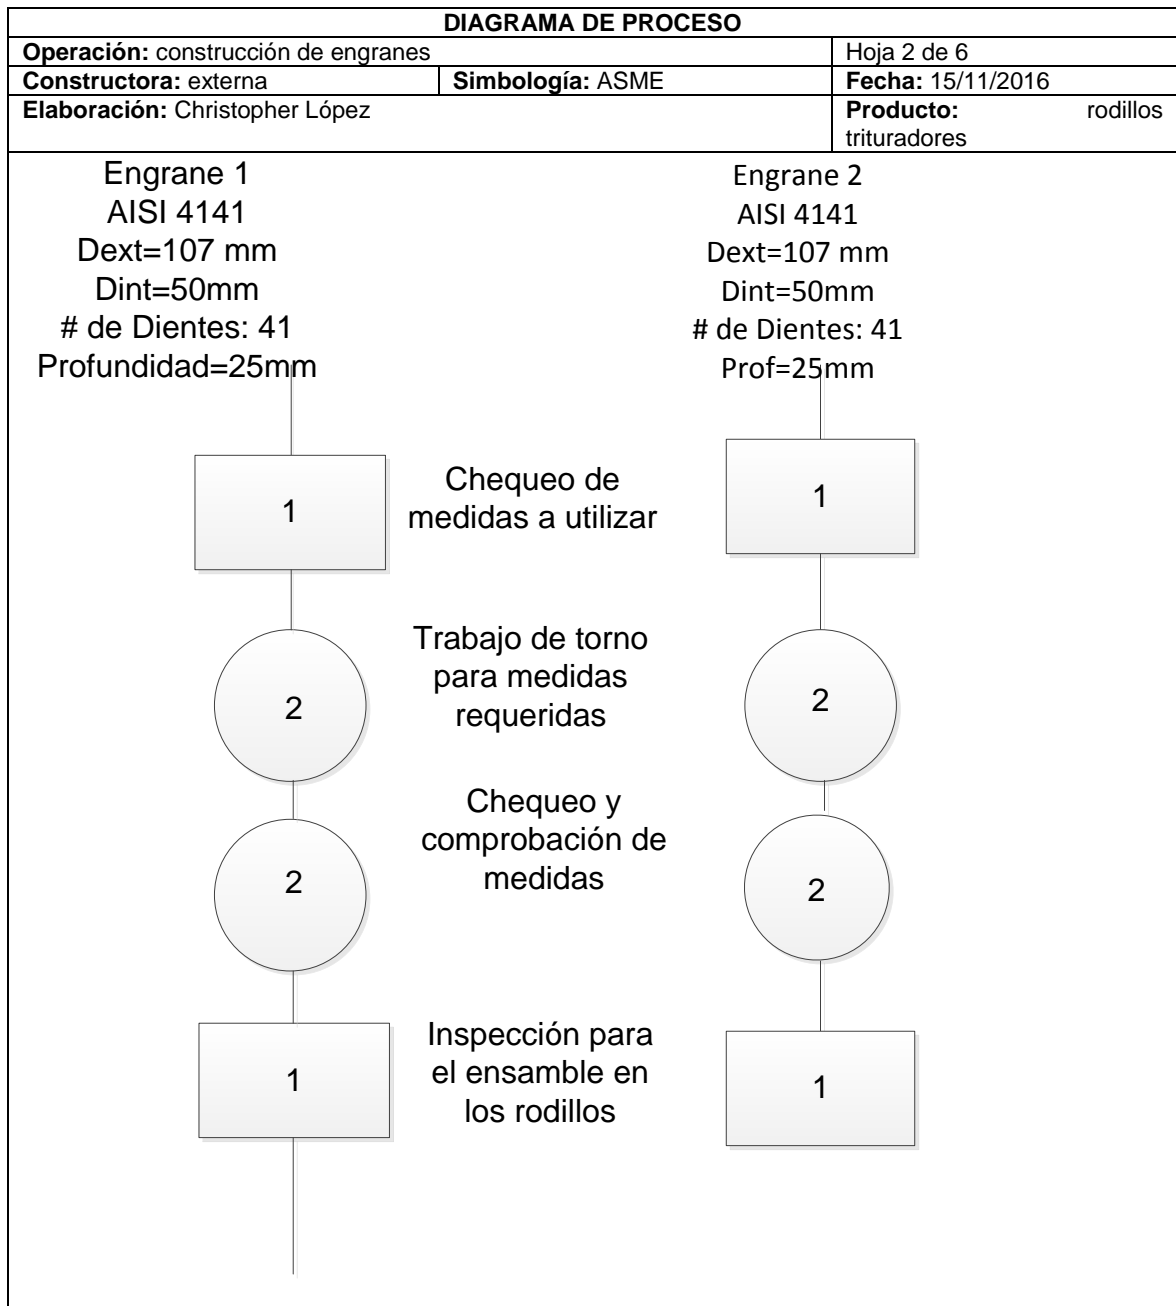 DIAGRAMA DE PROCESO
Operación: construcción de engranes
Hoja 2 de 6
Constructora: externa
Simbología: ASME
Fecha: 15/11/2016
Elaboración: Christopher López
Producto: rodillos
trituradores
Engrane 1
AISI 4141
Dext=107 mm
Dint=50mm
# de Dientes: 41
Profundidad=25mm
Engrane 2
AISI 4141
Dext=107 mm
Dint=50mm
# de Dientes: 41
Prof=25mm
1
Chequeo de
medidas a utilizar
1
2
Trabajo de torno
para medidas
requeridas
2
2
Chequeo y
comprobación de
medidas
2
1
Inspección para
el ensamble en
los rodillos
1